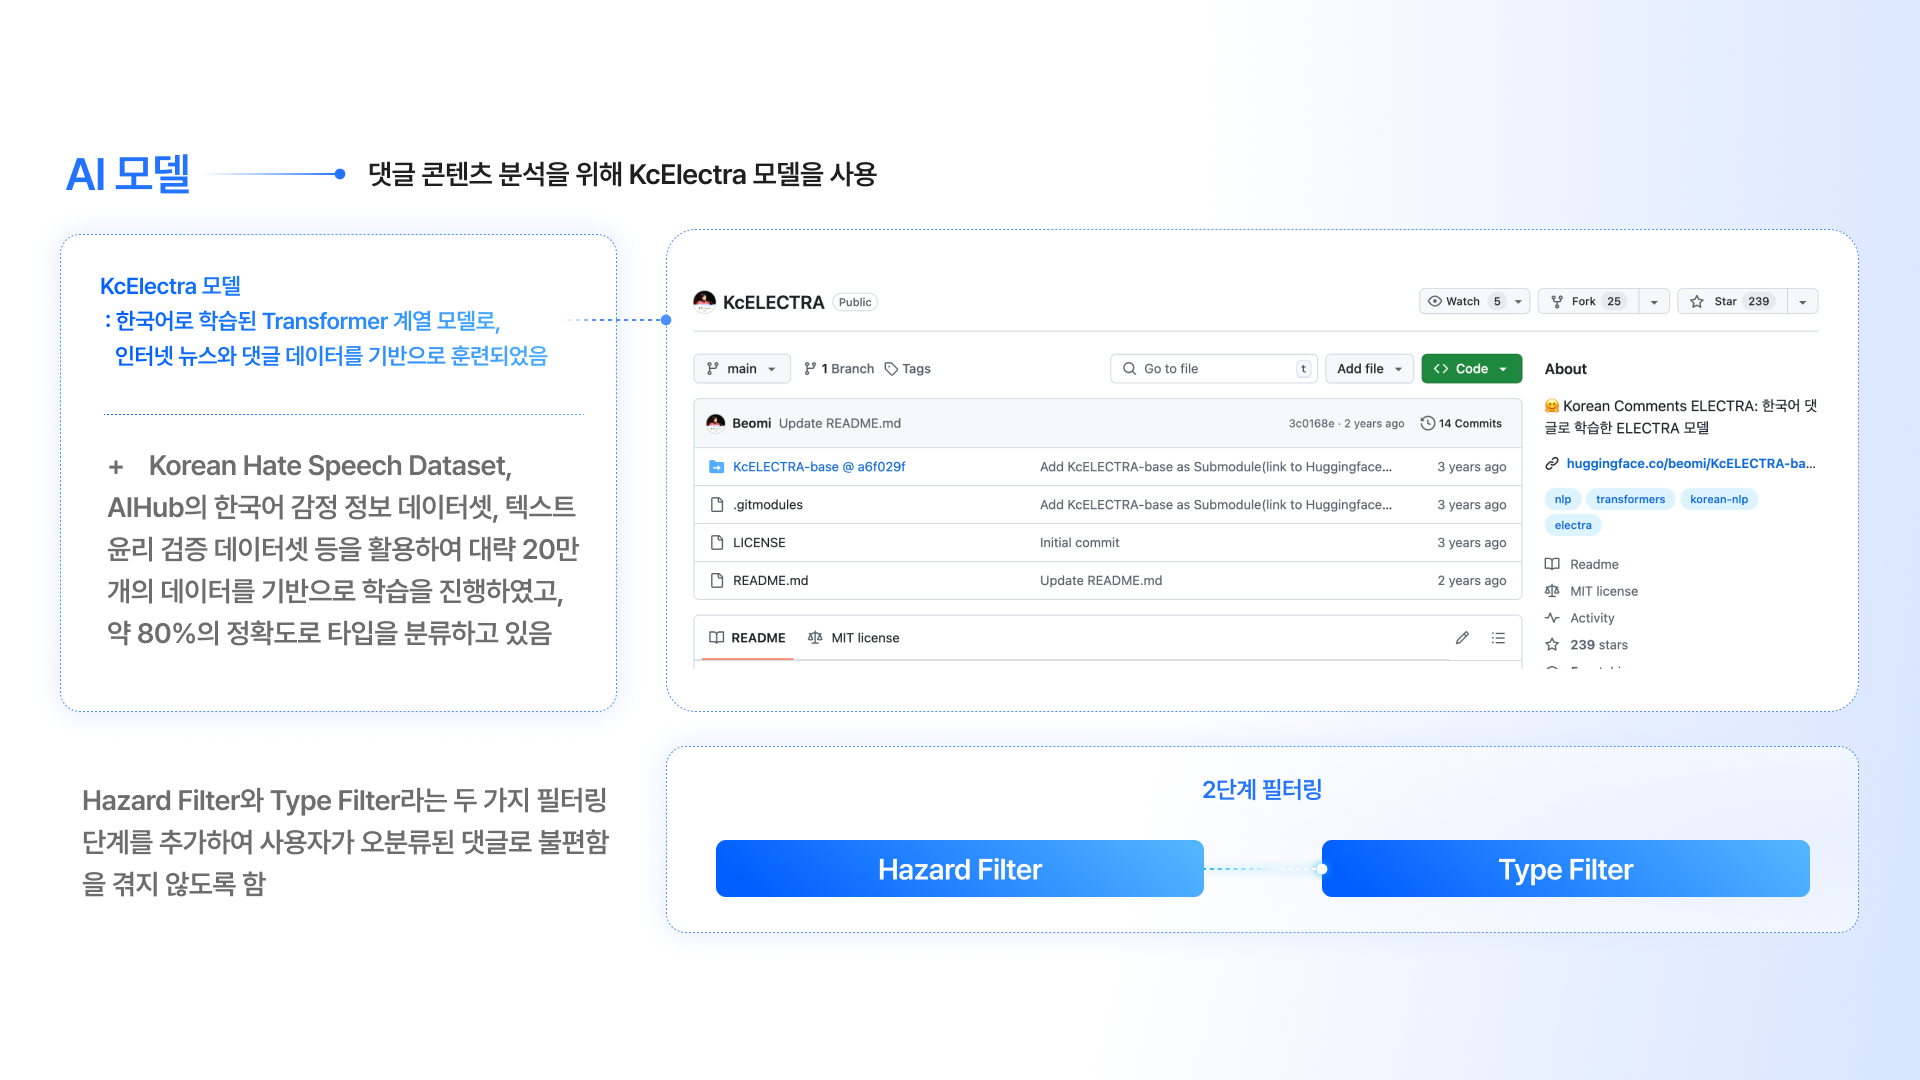 AI 모델
댓글 콘텐츠 분석을 위해 KcElectra 모델을 사용
KcElectra 모델
: 한국어로 학습된 Transformer 계열 모델로,
인터넷 뉴스와 댓글 데이터를 기반으로 훈련되었음
+ Korean Hate Speech Dataset,
AIHub의 한국어 감정 정보 데이터셋, 텍스트
윤리 검증 데이터셋 등을 활용하여 대략 20만
개의 데이터를 기반으로 학습을 진행하였고,
약 80%의 정확도로 타입을 분류하고 있음
KcELECTRA Public
Watch 5 Fork 25 Star 239
main 1 Branch Tags Go to file t Add file <> Code
Beomi Update README.md 3c0168e · 2 years ago 14 Commits
KcELECTRA-base @ a6f029f Add KcELECTRA-base as Submodule(link to Huggingface... 3 years ago
.gitmodules Add KcELECTRA-base as Submodule(link to Huggingface... 3 years ago
LICENSE Initial commit 3 years ago
README.md Update README.md 2 years ago
README MIT license
About
🤗 Korean Comments ELECTRA: 한국어 댓
글로 학습한 ELECTRA 모델
huggingface.co/beomi/KcELECTRA-ba...
nlp transformers korean-nlp
electra
Readme
MIT license
Activity
239 stars
Hazard Filter와 Type Filter라는 두 가지 필터링
단계를 추가하여 사용자가 오분류된 댓글로 불편함
을 겪지 않도록 함
2단계 필터링
Hazard Filter
Type Filter